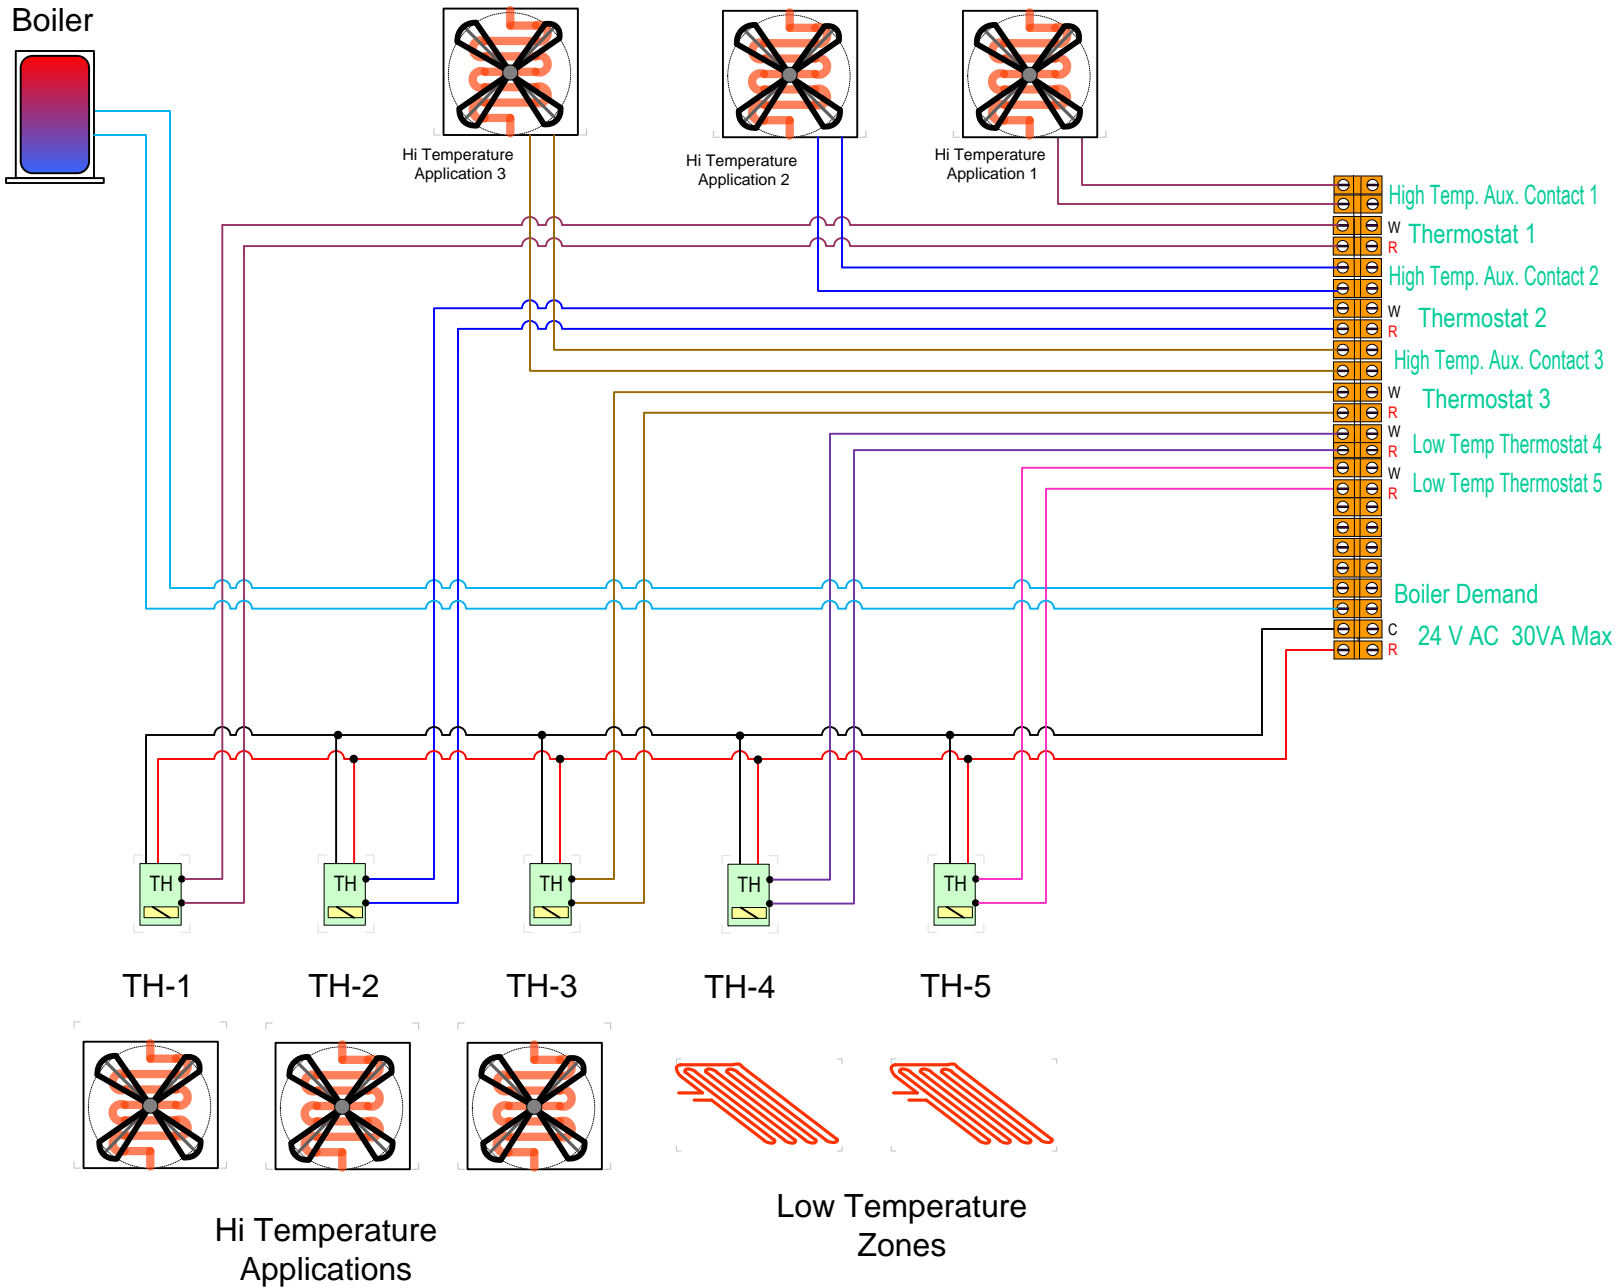 Boiler
Hi Temperature
Application 3
Hi Temperature
Application 2
Hi Temperature
Application 1
High Temp. Aux. Contact 1
W
Thermostat 1
R
High Temp. Aux. Contact 2
W
Thermostat 2
R
High Temp. Aux. Contact 3
W
Thermostat 3
R
W
Low Temp Thermostat 4
R
W
Low Temp Thermostat 5
R
Boiler Demand
C
24 V AC 30VA Max
R
TH
TH
TH
TH
TH
TH-1
TH-2
TH-3
TH-4
TH-5
Hi Temperature
Applications
Low Temperature
Zones